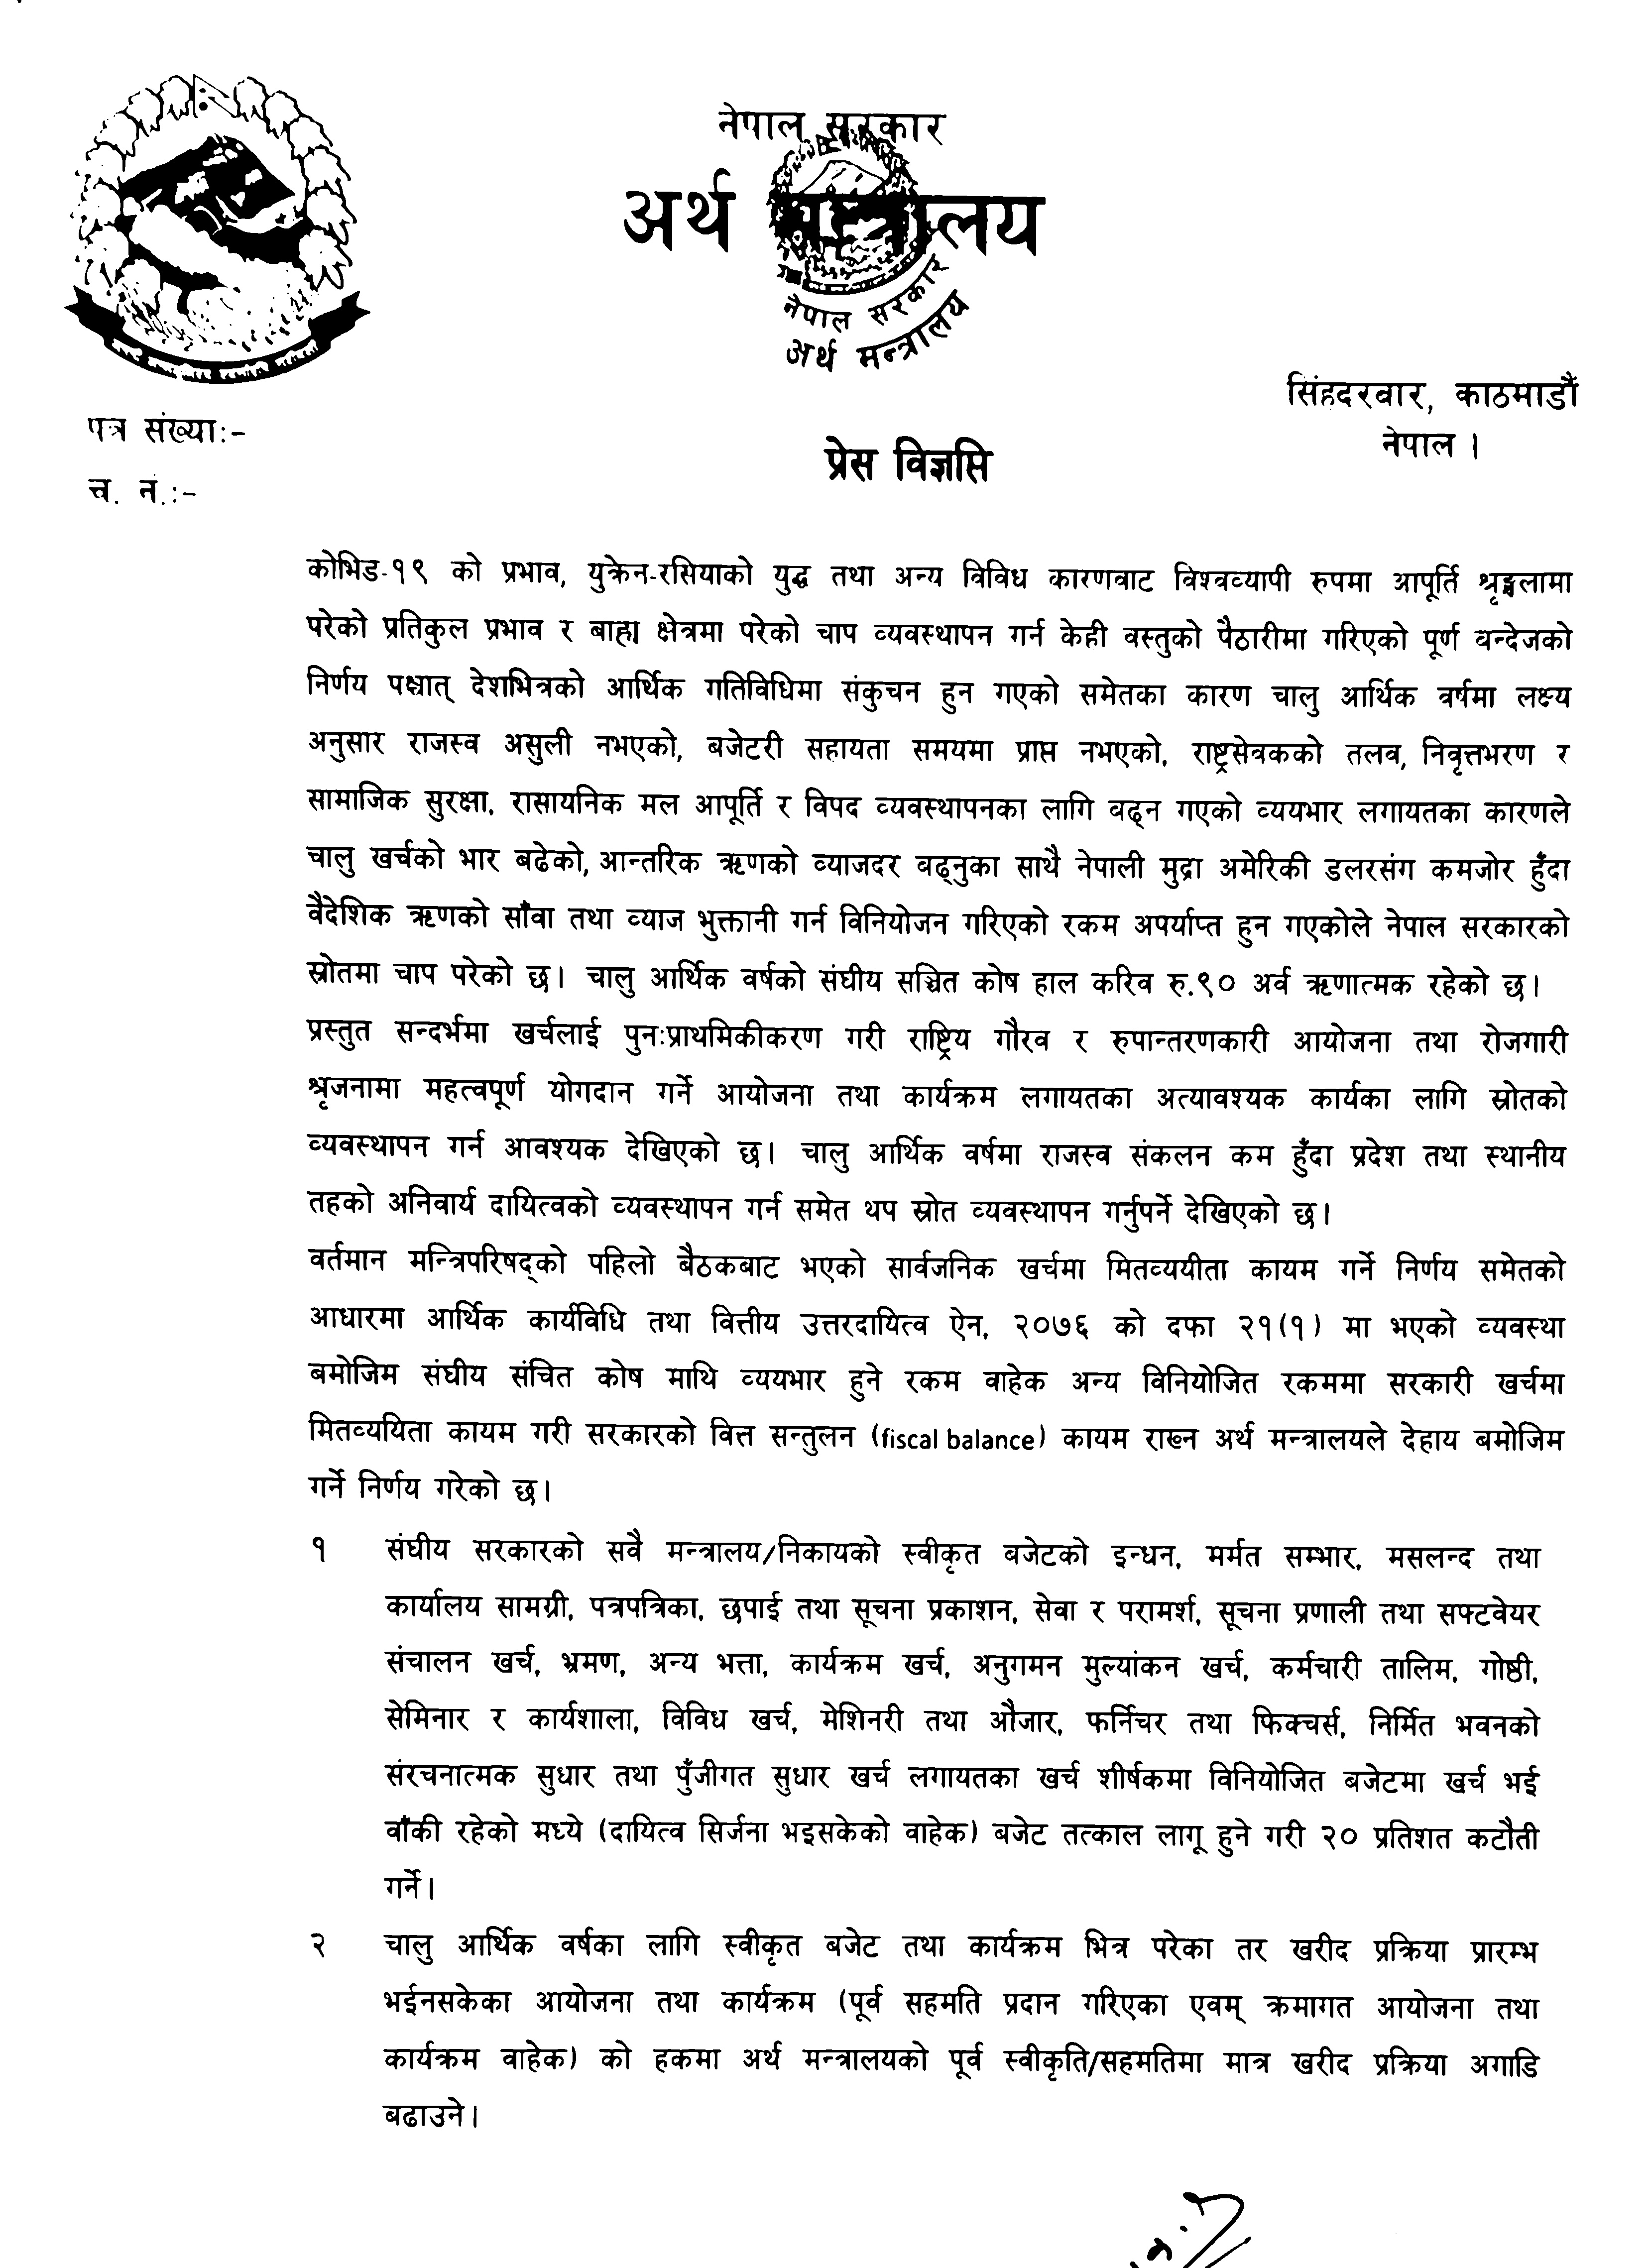 नेपाल सरकार
अर्थ मन्त्रालय
नेपाल सरकार
अर्थ मन्त्रालय
सिंहदरवार, काठमाडौं
नेपाल ।
पत्र संख्याः-
च. नं.:-
प्रेस विज्ञप्ति
कोभिड-१९ को प्रभाव, युक्रेन-रसियाको युद्ध तथा अन्य विविध कारणवाट विश्वव्यापी रुपमा आपूर्ति श्रृङ्खलामा
परेको प्रतिकुल प्रभाव र बाह्य क्षेत्रमा परेको चाप व्यवस्थापन गर्न केही वस्तुको पैठारीमा गरिएको पूर्ण वन्देजको
निर्णय पश्चात् देशभित्रको आर्थिक गतिविधिमा संकुचन हुन गएको समेतका कारण चालु आर्थिक वर्षमा लक्ष्य
अनुसार राजस्व असुली नभएको, बजेटरी सहायता समयमा प्राप्त नभएको, राष्ट्रसेवकको तलव, निवृत्तभरण र
सामाजिक सुरक्षा, रासायनिक मल आपूर्ति र विपद व्यवस्थापनका लागि बढ्न गएको व्ययभार लगायतका कारणले
चालु खर्चको भार बढेको, आन्तरिक ऋणको व्याजदर बढ्नुका साथै नेपाली मुद्रा अमेरिकी डलरसंग कमजोर हुँदा
वैदेशिक ऋणको साँवा तथा व्याज भुक्तानी गर्न विनियोजन गरिएको रकम अपर्याप्त हुन गएकोले नेपाल सरकारको
स्रोतमा चाप परेको छ। चालु आर्थिक वर्षको संघीय सञ्चित कोष हाल करिव रु.९० अर्व ऋणात्मक रहेको छ।
प्रस्तुत सन्दर्भमा खर्चलाई पुनःप्राथमिकीकरण गरी राष्ट्रिय गौरव र रुपान्तरणकारी आयोजना तथा रोजगारी
श्रृजनामा महत्वपूर्ण योगदान गर्ने आयोजना तथा कार्यक्रम लगायतका अत्यावश्यक कार्यका लागि स्रोतको
व्यवस्थापन गर्न आवश्यक देखिएको छ। चालु आर्थिक वर्षमा राजस्व संकलन कम हुँदा प्रदेश तथा स्थानीय
तहको अनिवार्य दायित्वको व्यवस्थापन गर्न समेत थप स्रोत व्यवस्थापन गर्नुपर्ने देखिएको छ।
वर्तमान मन्त्रिपरिषद्को पहिलो बैठकबाट भएको सार्वजनिक खर्चमा मितव्ययीता कायम गर्ने निर्णय समेतको
आधारमा आर्थिक कार्यविधि तथा वित्तीय उत्तरदायित्व ऐन, २०७६ को दफा २१(१) मा भएको व्यवस्था
बमोजिम संघीय संचित कोष माथि व्ययभार हुने रकम वाहेक अन्य विनियोजित रकममा सरकारी खर्चमा
मितव्ययिता कायम गरी सरकारको वित्त सन्तुलन (fiscal balance) कायम राख्न अर्थ मन्त्रालयले देहाय बमोजिम
गर्ने निर्णय गरेको छ।
१ संघीय सरकारको सवै मन्त्रालय/निकायको स्वीकृत बजेटको इन्धन, मर्मत सम्भार, मसलन्द तथा
कार्यालय सामग्री, पत्रपत्रिका, छपाई तथा सूचना प्रकाशन, सेवा र परामर्श, सूचना प्रणाली तथा सफ्टवेयर
संचालन खर्च, भ्रमण, अन्य भत्ता, कार्यक्रम खर्च, अनुगमन मुल्यांकन खर्च, कर्मचारी तालिम, गोष्ठी,
सेमिनार र कार्यशाला, विविध खर्च, मेशिनरी तथा औजार, फर्निचर तथा फिक्चर्स, निर्मित भवनको
संरचनात्मक सुधार तथा पुँजीगत सुधार खर्च लगायतका खर्च शीर्षकमा विनियोजित बजेटमा खर्च भई
वाँकी रहेको मध्ये (दायित्व सिर्जना भइसकेको वाहेक) बजेट तत्काल लागू हुने गरी २० प्रतिशत कटौती
गर्ने।
२ चालु आर्थिक वर्षका लागि स्वीकृत बजेट तथा कार्यक्रम भित्र परेका तर खरीद प्रक्रिया प्रारम्भ
भईनसकेका आयोजना तथा कार्यक्रम (पूर्व सहमति प्रदान गरिएका एवम् क्रमागत आयोजना तथा
कार्यक्रम वाहेक) को हकमा अर्थ मन्त्रालयको पूर्व स्वीकृति/सहमतिमा मात्र खरीद प्रक्रिया अगाडि
बढाउने।